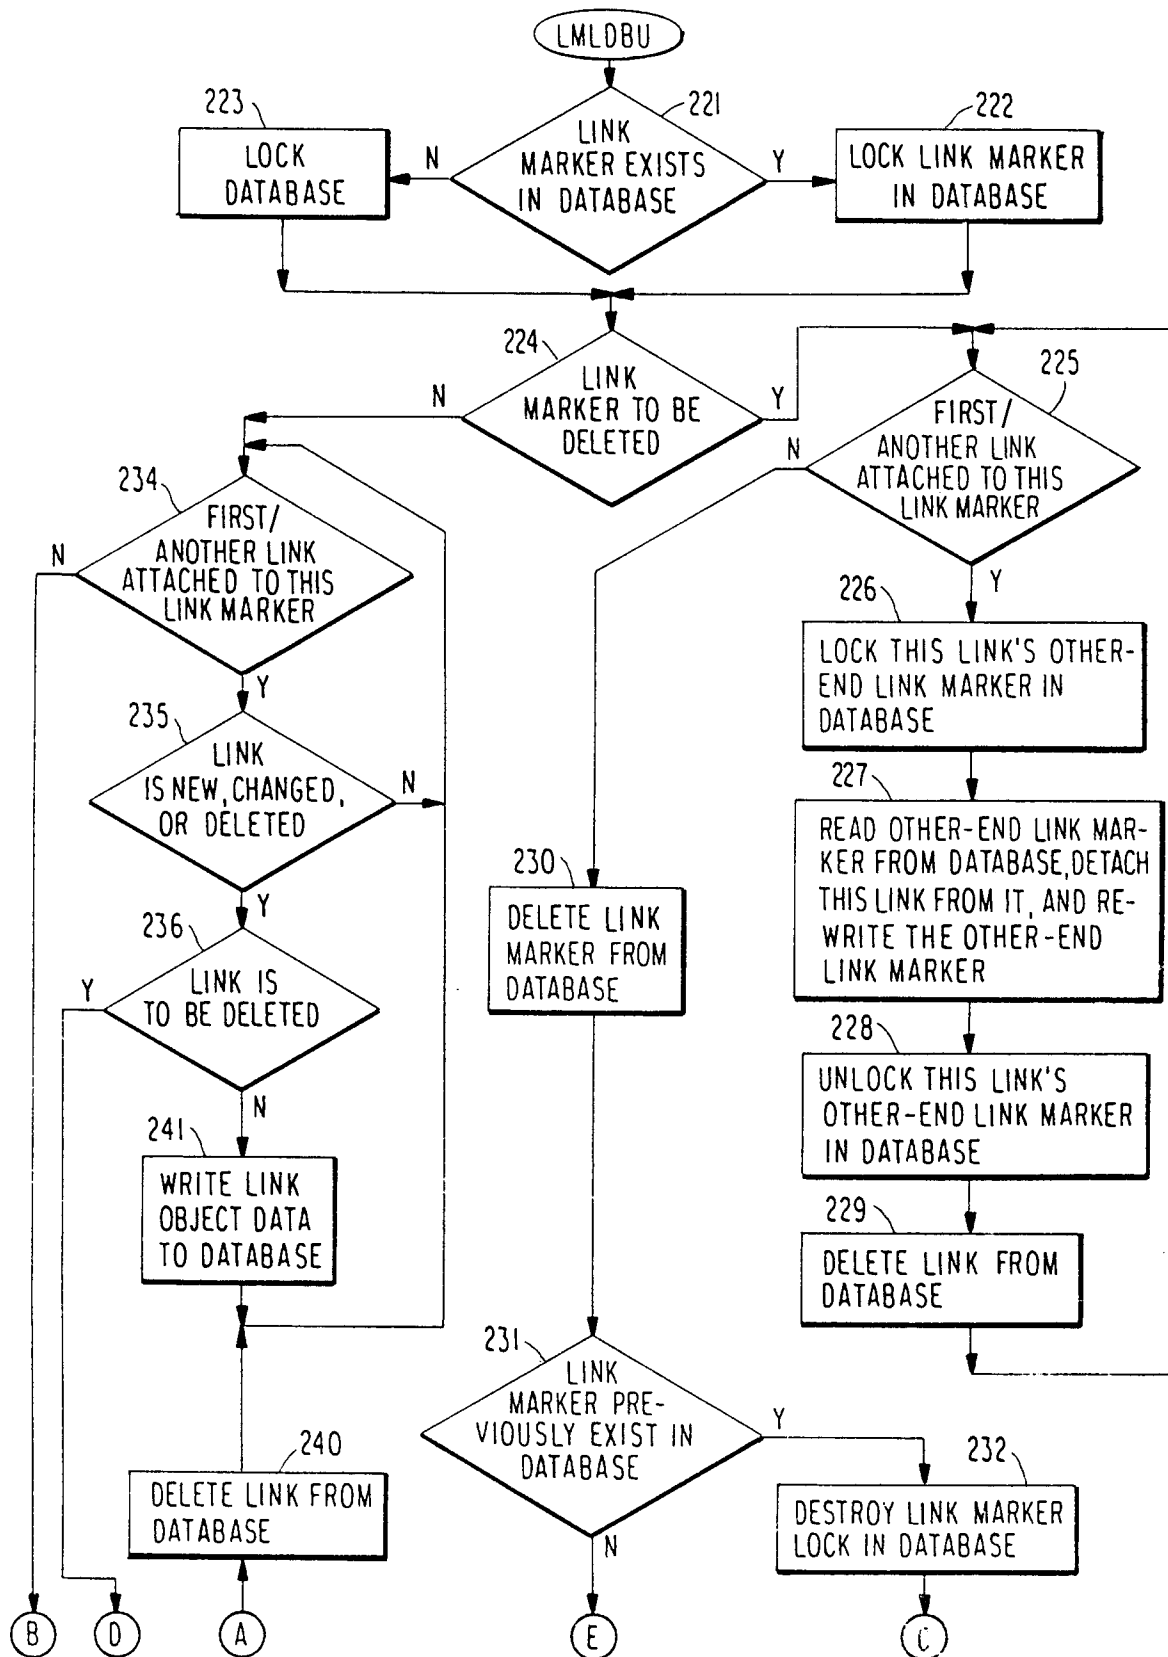 LMLDBU
223
221
222
LOCK
DATABASE
N
LINK
MARKER EXISTS
IN DATABASE
Y
LOCK LINK MARKER
IN DATABASE
224
N
LINK
MARKER TO BE
DELETED
Y
225
N
FIRST/
ANOTHER LINK
ATTACHED TO THIS
LINK MARKER
Y
234
N
FIRST/
ANOTHER LINK
ATTACHED TO THIS
LINK MARKER
Y
226
LOCK THIS LINK'S OTHER-
END LINK MARKER IN
DATABASE
235
LINK
IS NEW, CHANGED,
OR DELETED
N
Y
227
READ OTHER-END LINK MAR-
KER FROM DATABASE, DETACH
THIS LINK FROM IT, AND RE-
WRITE THE OTHER-END
LINK MARKER
230
DELETE LINK
MARKER FROM
DATABASE
236
Y
LINK IS
TO BE DELETED
N
228
UNLOCK THIS LINK'S
OTHER-END LINK MARKER
IN DATABASE
241
WRITE LINK
OBJECT DATA
TO DATABASE
229
DELETE LINK FROM
DATABASE
231
LINK
MARKER PRE-
VIOUSLY EXIST IN
DATABASE
Y
N
240
DELETE LINK FROM
DATABASE
232
DESTROY LINK MARKER
LOCK IN DATABASE
B
D
A
E
C